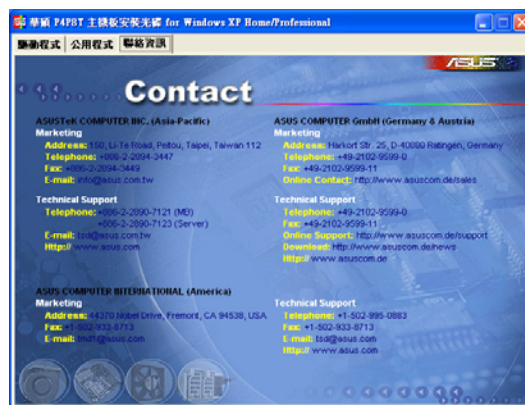 華碩 P4P8T 主機板安裝光碟 for Windows XP Home/Professional
驅動程式 公用程式 聯絡資訊
ASUS
Contact
ASUSTeK COMPUTER INC. (Asia-Pacific)
Marketing
Address: 150, Li-Te Road, Peitou, Taipei, Taiwan 112
Telephone: +886-2-2894-3447
Fax: +886-2-2894-3449
E-mail: info@asus.com.tw
Technical Support
Telephone: +886-2-2890-7121 (MB)
+886-2-2890-7123 (Server)
E-mail: tsd@asus.com.tw
Http:// www.asus.com
ASUS COMPUTER GmbH (Germany & Austria)
Marketing
Address: Harkort Str. 25, D-40880 Ratingen, Germany
Telephone: +49-2102-9599-0
Fax: +49-2102-9599-11
Online Contact: http://www.asuscom.de/sales
Technical Support
Telephone: +49-2102-9599-0
Fax: +49-2102-9599-11
Online Support: http://www.asuscom.de/support
Download: http://www.asuscom.de/news
Http:// www.asuscom.de
ASUS COMPUTER INTERNATIONAL (America)
Marketing
Address: 44370 Nobel Drive, Fremont, CA 94538, USA
Fax: +1-502-933-8713
E-mail: tmd1@asus.com
Technical Support
Telephone: +1-502-995-0883
Fax: +1-502-933-8713
E-mail: tsd@asus.com
Http:// www.asus.com